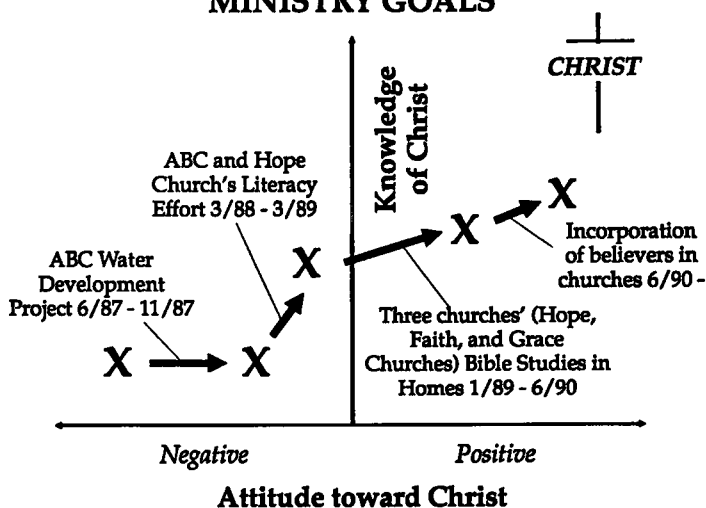 MINISTRY GOALS
CHRIST
Knowledge
of Christ
ABC and Hope
Church's Literacy
Effort 3/88 - 3/89
X
X
Incorporation
of believers in
churches 6/90 -
ABC Water
Development
Project 6/87 - 11/87
X
Three churches' (Hope,
Faith, and Grace
Churches) Bible Studies in
Homes 1/89 - 6/90
X
X
Negative
Positive
Attitude toward Christ